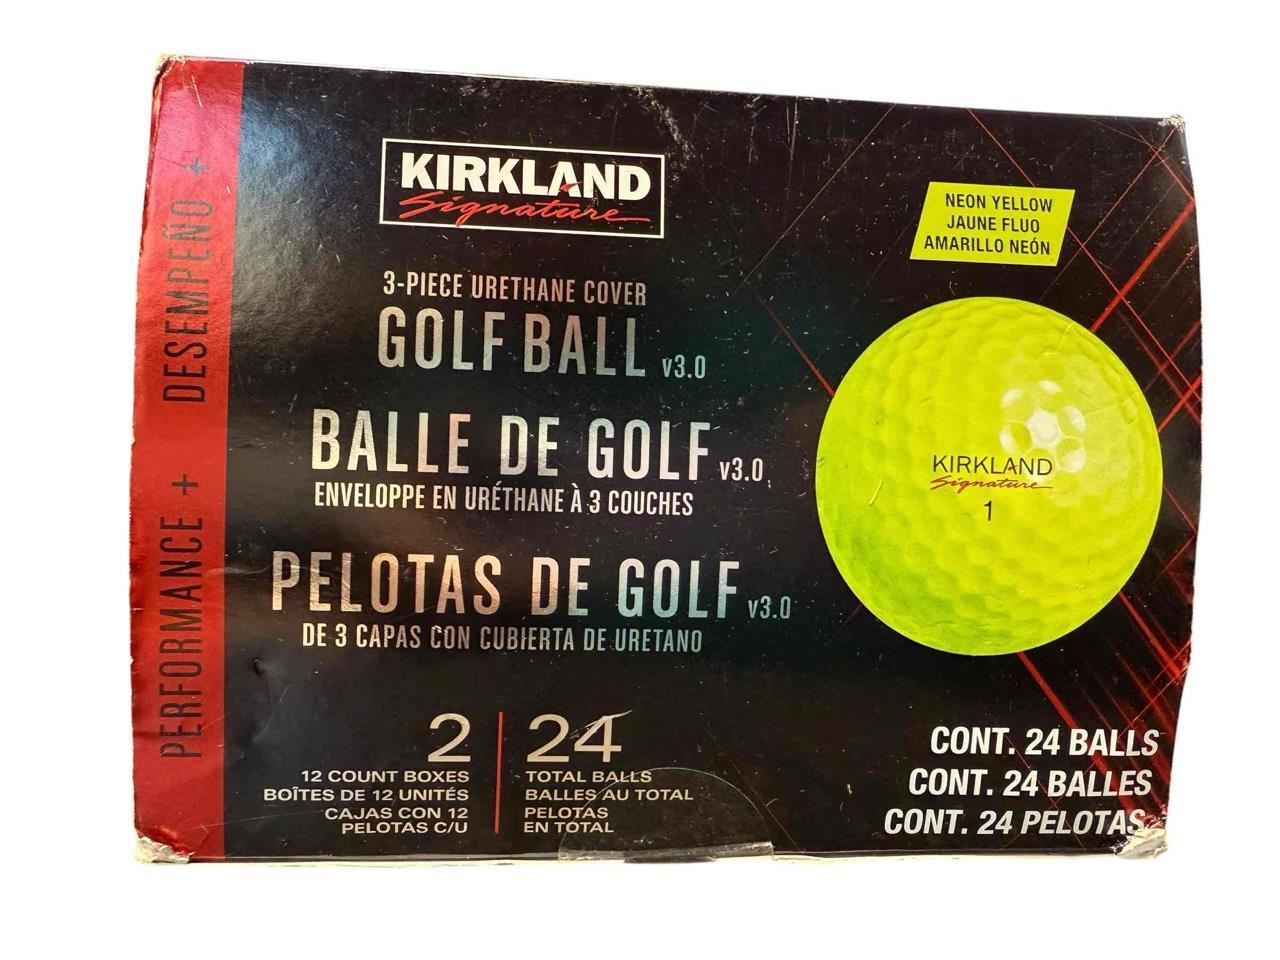 PERFORMANCE + DESEMPEÑO +
KIRKLAND
Signature
3-PIECE URETHANE COVER
GOLF BALL v3.0
BALLE DE GOLF v3.0
ENVELOPPE EN URÉTHANE À 3 COUCHES
PELOTAS DE GOLF v3.0
DE 3 CAPAS CON CUBIERTA DE URETANO
2
12 COUNT BOXES
BOÎTES DE 12 UNITÉS
CAJAS CON 12
PELOTAS C/U
24
TOTAL BALLS
BALLES AU TOTAL
PELOTAS
EN TOTAL
NEON YELLOW
JAUNE FLUO
AMARILLO NEÓN
KIRKLAND
Signature
1
CONT. 24 BALLS
CONT. 24 BALLES
CONT. 24 PELOTAS